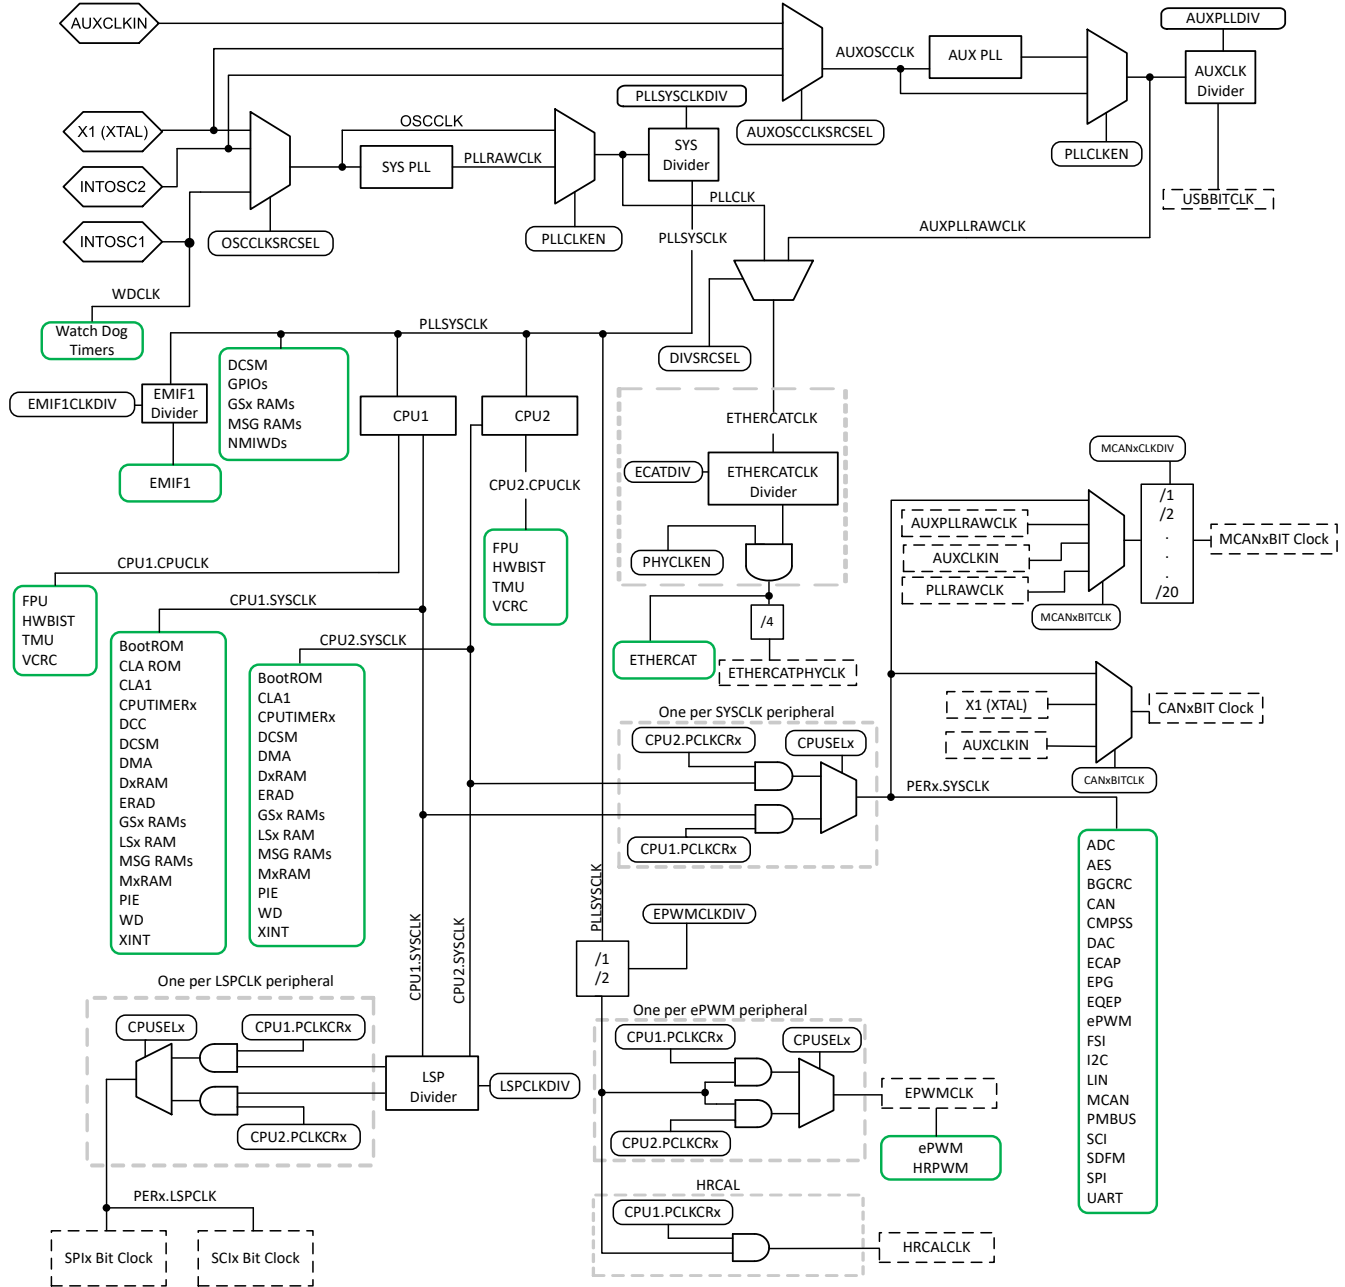 AUXCLKIN
AUXPLLDIV
AUXOSCCLK
AUX PLL
AUXCLK
Divider
PLLSYSCLKDIV
X1 (XTAL)
OSCCLK
AUXOSCCLKSRCSEL
SYS
Divider
PLLCLKEN
SYS PLL
PLLRAWCLK
INTOSC2
PLLCLK
USBBITCLK
INTOSC1
OSCCLKSRCSEL
PLLCLKEN
PLLSYSCLK
AUXPLLRAWCLK
WDCLK
Watch Dog
Timers
PLLSYSCLK
DIVSRCSEL
DCSM
GPIOs
GSx RAMs
MSG RAMs
NMIWDs
EMIF1CLKDIV
EMIF1
Divider
CPU1
CPU2
ETHERCATCLK
EMIF1
CPU2.CPUCLK
ECATDIV
ETHERCATCLK
Divider
MCANxCLKDIV
/1
/2
.
.
.
/20
AUXPLLRAWCLK
AUXCLKIN
PLLRAWCLK
MCANxBIT Clock
MCANxBITCLK
FPU
HWBIST
TMU
VCRC
PHYCLKEN
CPU1.CPUCLK
FPU
HWBIST
TMU
VCRC
CPU1.SYSCLK
/4
CPU2.SYSCLK
ETHERCAT
ETHERCATPHYCLK
BootROM
CLA ROM
CLA1
CPUTIMERx
DCC
DCSM
DMA
DxRAM
ERAD
GSx RAMs
LSx RAM
MSG RAMs
MxRAM
PIE
WD
XINT
BootROM
CLA1
CPUTIMERx
DCSM
DMA
DxRAM
ERAD
GSx RAMs
LSx RAM
MSG RAMs
MxRAM
PIE
WD
XINT
One per SYSCLK peripheral
CPU2.PCLKCRx
CPUSELx
CPU1.PCLKCRx
X1 (XTAL)
AUXCLKIN
CANxBIT Clock
CANxBITCLK
PERx.SYSCLK
ADC
AES
BGCRC
CAN
CMPSS
DAC
ECAP
EPG
EQEP
ePWM
FSI
I2C
LIN
MCAN
PMBUS
SCI
SDFM
SPI
UART
PLLSYSCLK
CPU1.SYSCLK
CPU2.SYSCLK
EPWMCLKDIV
/1
/2
One per LSPCLK peripheral
CPUSELx
CPU1.PCLKCRx
CPU2.PCLKCRx
LSP
Divider
LSPCLKDIV
One per ePWM peripheral
CPU1.PCLKCRx
CPUSELx
CPU2.PCLKCRx
EPWMCLK
ePWM
HRPWM
PERx.LSPCLK
SPIx Bit Clock
SCIx Bit Clock
HRCAL
CPU1.PCLKCRx
HRCALCLK